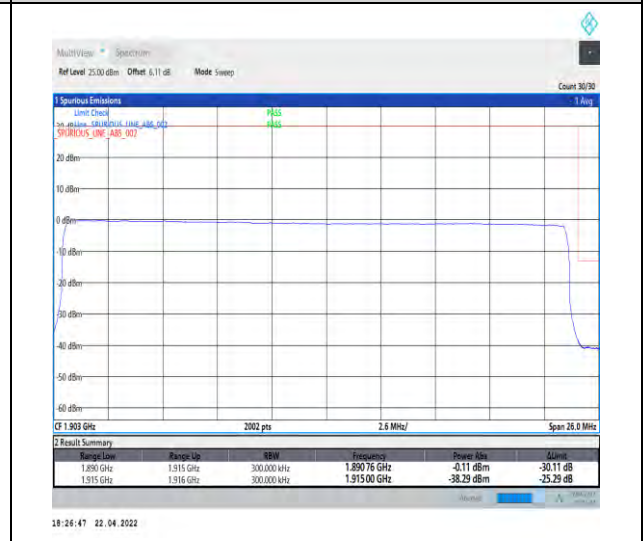 MultiView Spectrum
Ref Level 25.00 dBm Offset 6.11 dB Mode Sweep
Count 30/30
1 Spurious Emissions 1 Avg
Limit Check PASS
Line SPURIOUS_LINE_ABS_002 PASS
SPURIOUS_LINE_ABS_002
20 dBm
10 dBm
0 dBm
-10 dBm
-20 dBm
-30 dBm
-40 dBm
-50 dBm
-60 dBm
CF 1.903 GHz 2002 pts 2.6 MHz/ Span 26.0 MHz
2 Result Summary
Range Low Range Up RBW Frequency Power Abs ΔLimit
1.890 GHz 1.915 GHz 300.000 kHz 1.89076 GHz -0.11 dBm -30.11 dB
1.915 GHz 1.916 GHz 300.000 kHz 1.91500 GHz -38.29 dBm -25.29 dB
18:26:47 22.04.2022